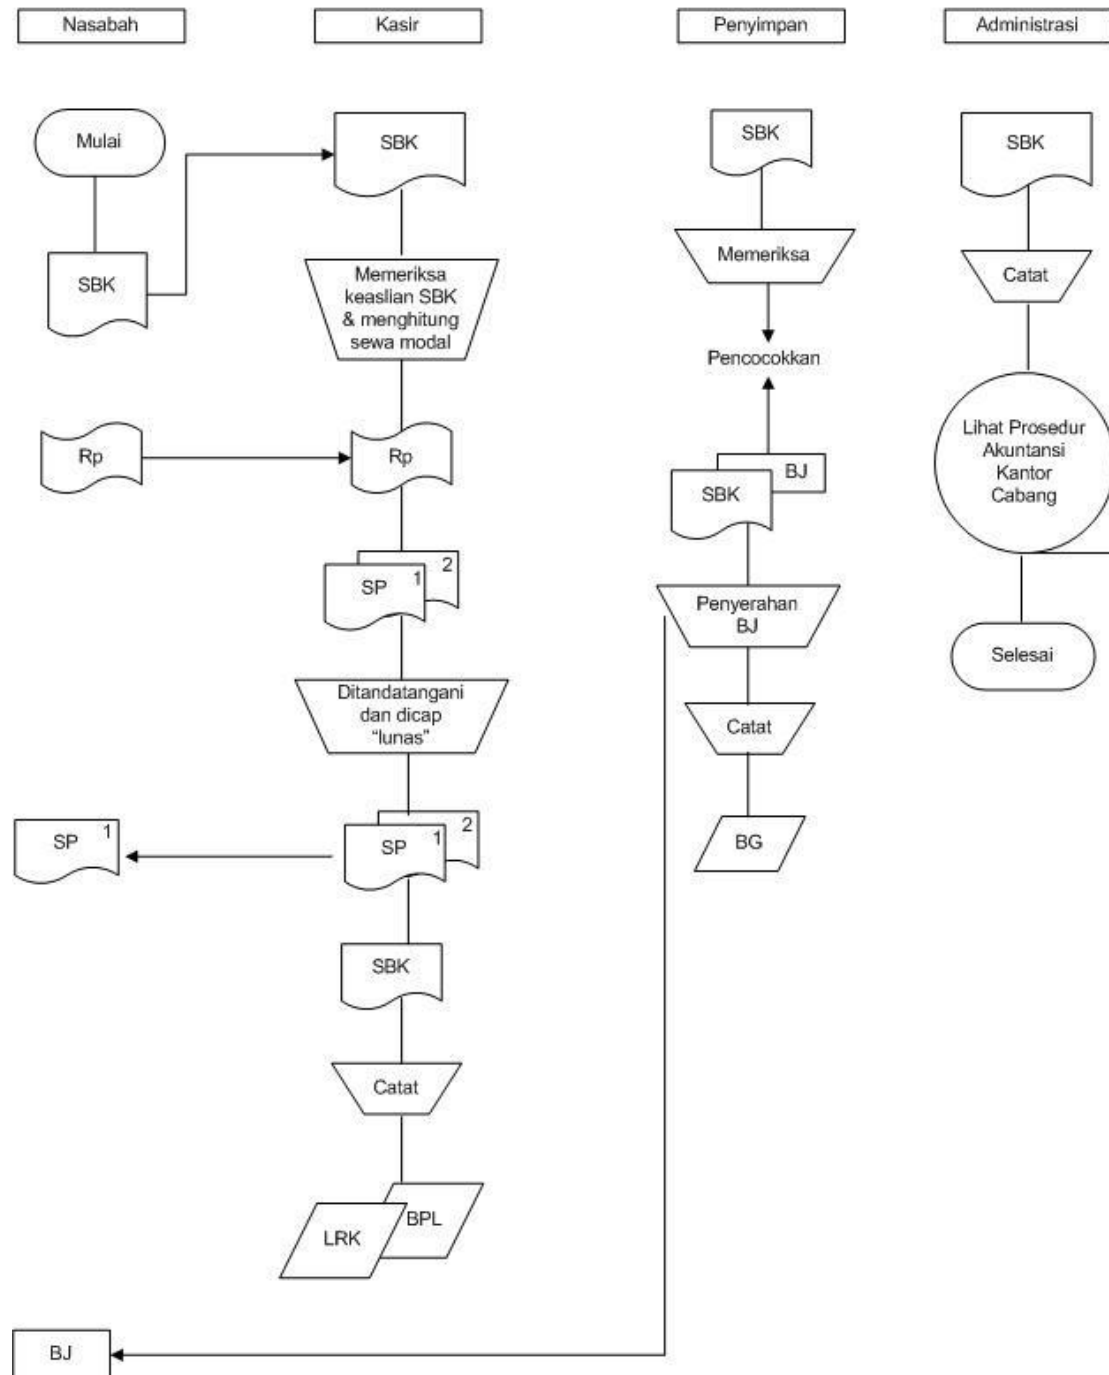 Nasabah
Kasir
Penyimpan
Administrasi
Mulai
SBK
SBK
Memeriksa
keaslian SBK
& menghitung
sewa modal
Rp
Rp
SP 1
2
Ditandatangani
dan dicap
“lunas”
SP 1
SP 1
2
SBK
Catat
LRK
BPL
BJ
SBK
Memeriksa
Pencocokkan
BJ
SBK
Penyerahan
BJ
Catat
BG
SBK
Catat
Lihat Prosedur
Akuntansi
Kantor
Cabang
Selesai